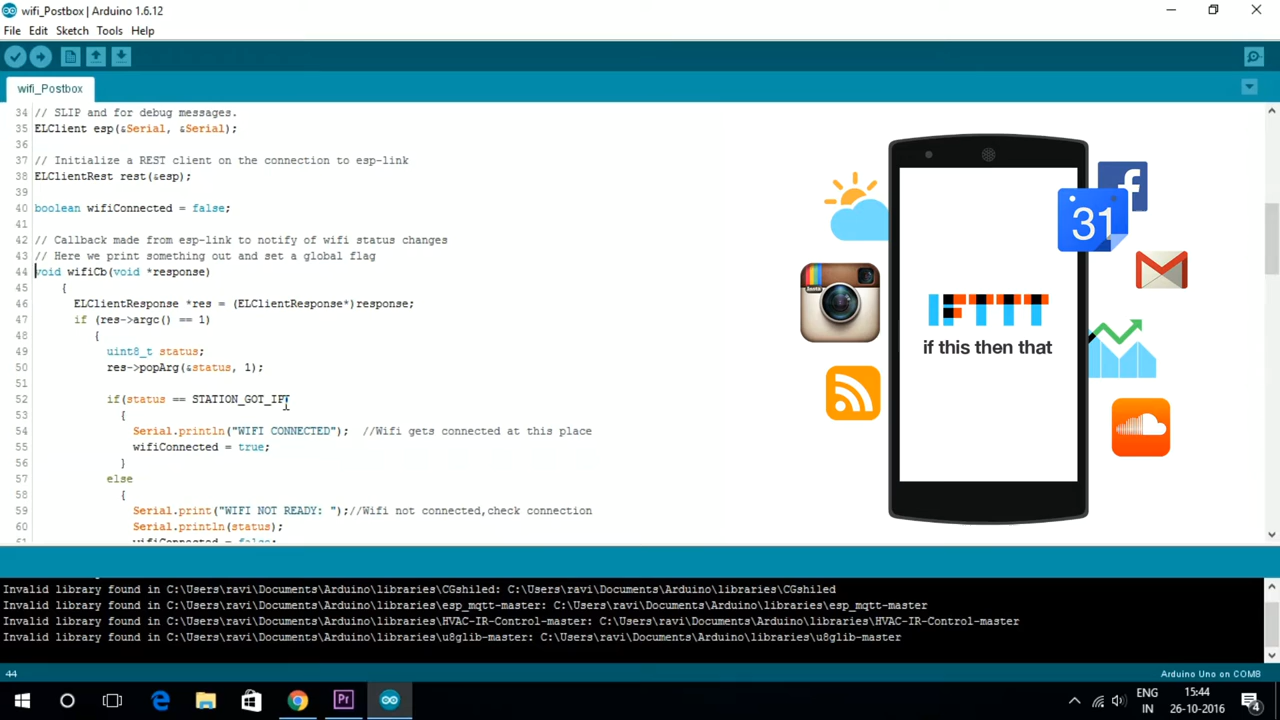 wifi_Postbox | Arduino 1.6.12
File Edit Sketch Tools Help
wifi_Postbox
34 // SLIP and for debug messages.
35 ELClient esp(&Serial, &Serial);
36
37 // Initialize a REST client on the connection to esp-link
38 ELClientRest rest(&esp);
39
40 boolean wifiConnected = false;
41
42 // Callback made from esp-link to notify of wifi status changes
43 // Here we print something out and set a global flag
44 void wifiCb(void *response)
45 {
46 ELClientResponse *res = (ELClientResponse*)response;
47 if (res->argc() == 1)
48 {
49 uint8_t status;
50 res->popArg(&status, 1);
51
52 if(status == STATION_GOT_IP)
53 {
54 Serial.println("WIFI CONNECTED"); //Wifi gets connected at this place
55 wifiConnected = true;
56 }
57 else
58 {
59 Serial.print("WIFI NOT READY: ");//Wifi not connected,check connection
60 Serial.println(status);
61 wifiConnected = false;
31
IFTTT
if this then that
Invalid library found in C:\Users\ravi\Documents\Arduino\libraries\CGshiled: C:\Users\ravi\Documents\Arduino\libraries\CGshiled
Invalid library found in C:\Users\ravi\Documents\Arduino\libraries\esp_mqtt-master: C:\Users\ravi\Documents\Arduino\libraries\esp_mqtt-master
Invalid library found in C:\Users\ravi\Documents\Arduino\libraries\HVAC-IR-Control-master: C:\Users\ravi\Documents\Arduino\libraries\HVAC-IR-Control-master
Invalid library found in C:\Users\ravi\Documents\Arduino\libraries\u8glib-master: C:\Users\ravi\Documents\Arduino\libraries\u8glib-master
44
Arduino Uno on COM8
Pr
ENG
IN
15:44
26-10-2016
4